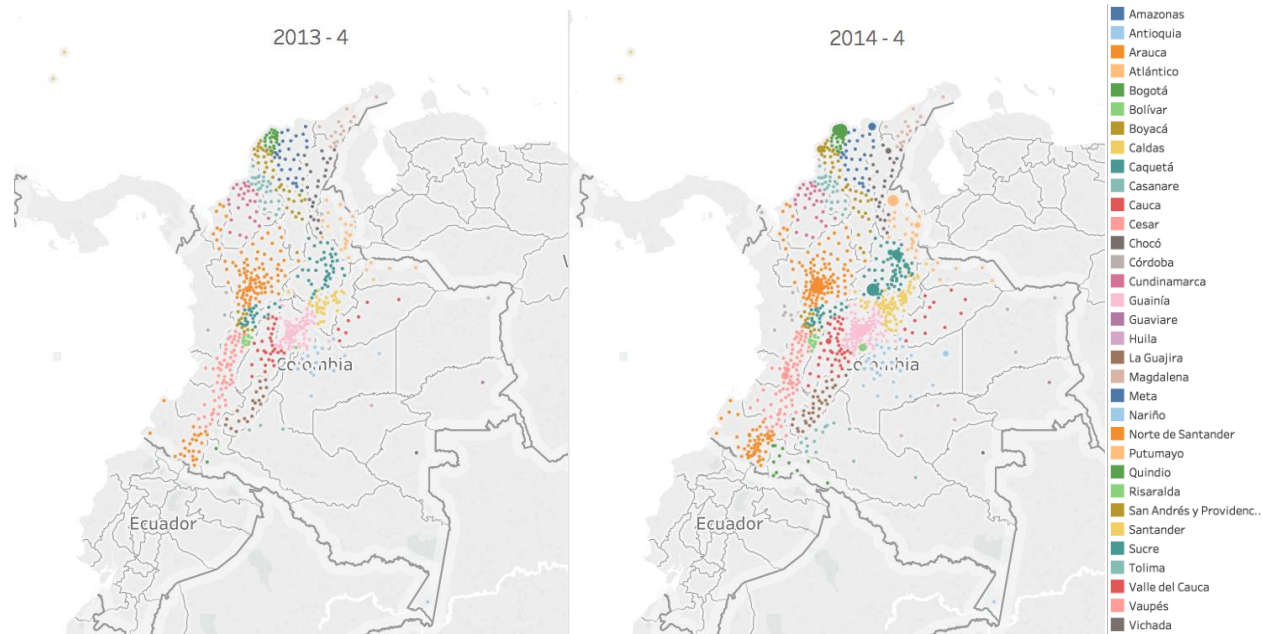 2013 - 4
2014 - 4
Colombia
Colombia
Ecuador
Ecuador
Amazonas
Antioquia
Arauca
Atlántico
Bogotá
Bolívar
Boyacá
Caldas
Caquetá
Casanare
Cauca
Cesar
Chocó
Córdoba
Cundinamarca
Guainía
Guaviare
Huila
La Guajira
Magdalena
Meta
Nariño
Norte de Santander
Putumayo
Quindio
Risaralda
San Andrés y Providenc..
Santander
Sucre
Tolima
Valle del Cauca
Vaupés
Vichada